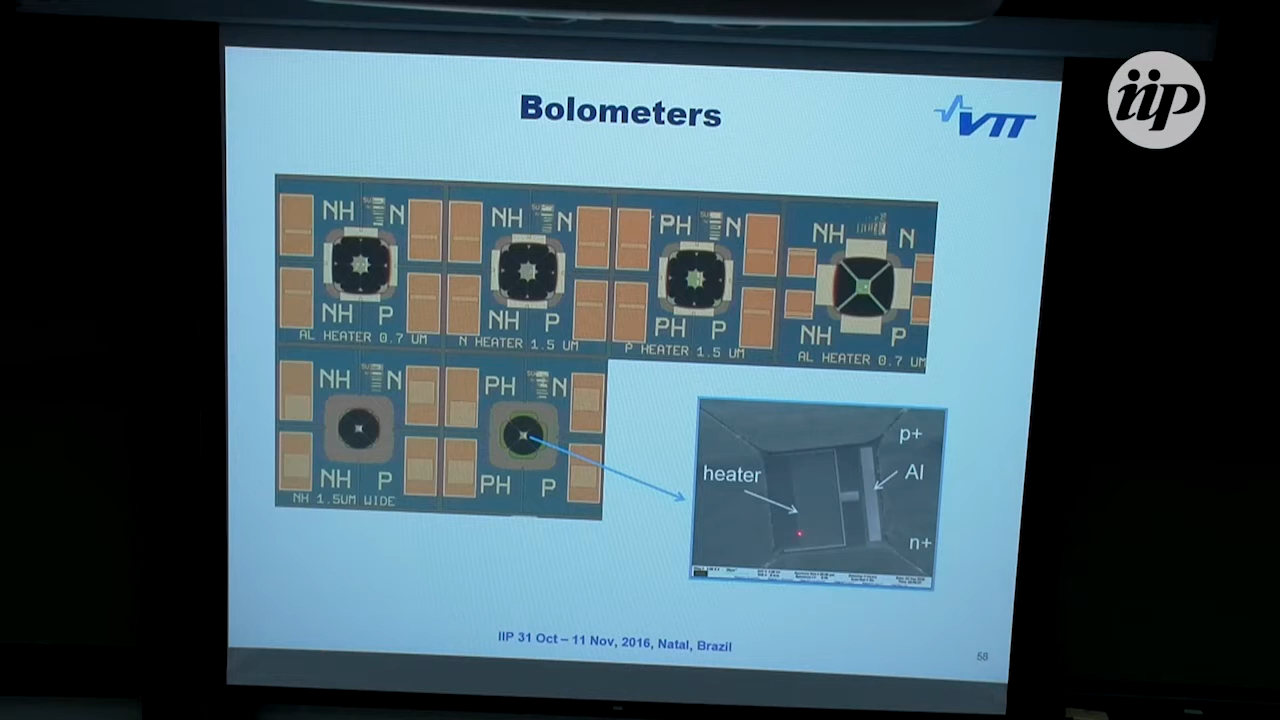 iip
Bolometers
VTT
NH N
NH P
AL HEATER 0.7 UM
NH N
NH P
N HEATER 1.5 UM
PH N
PH P
P HEATER 1.5 UM
NH N
NH P
AL HEATER 0.7 UM
NH N
NH P
NH 1.5UM WIDE
PH N
PH P
heater
p+
Al
n+
IIP 31 Oct – 11 Nov, 2016, Natal, Brazil
58